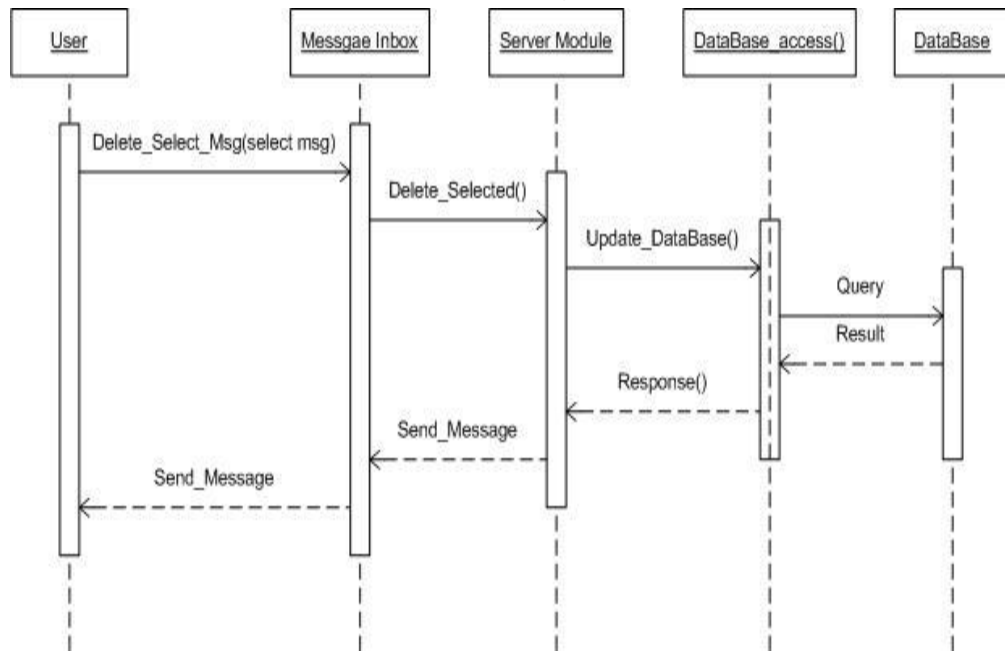 User
Messgae Inbox
Server Module
DataBase_access()
DataBase
Delete_Select_Msg(select msg)
Delete_Selected()
Update_DataBase()
Query
Result
Response()
Send_Message
Send_Message